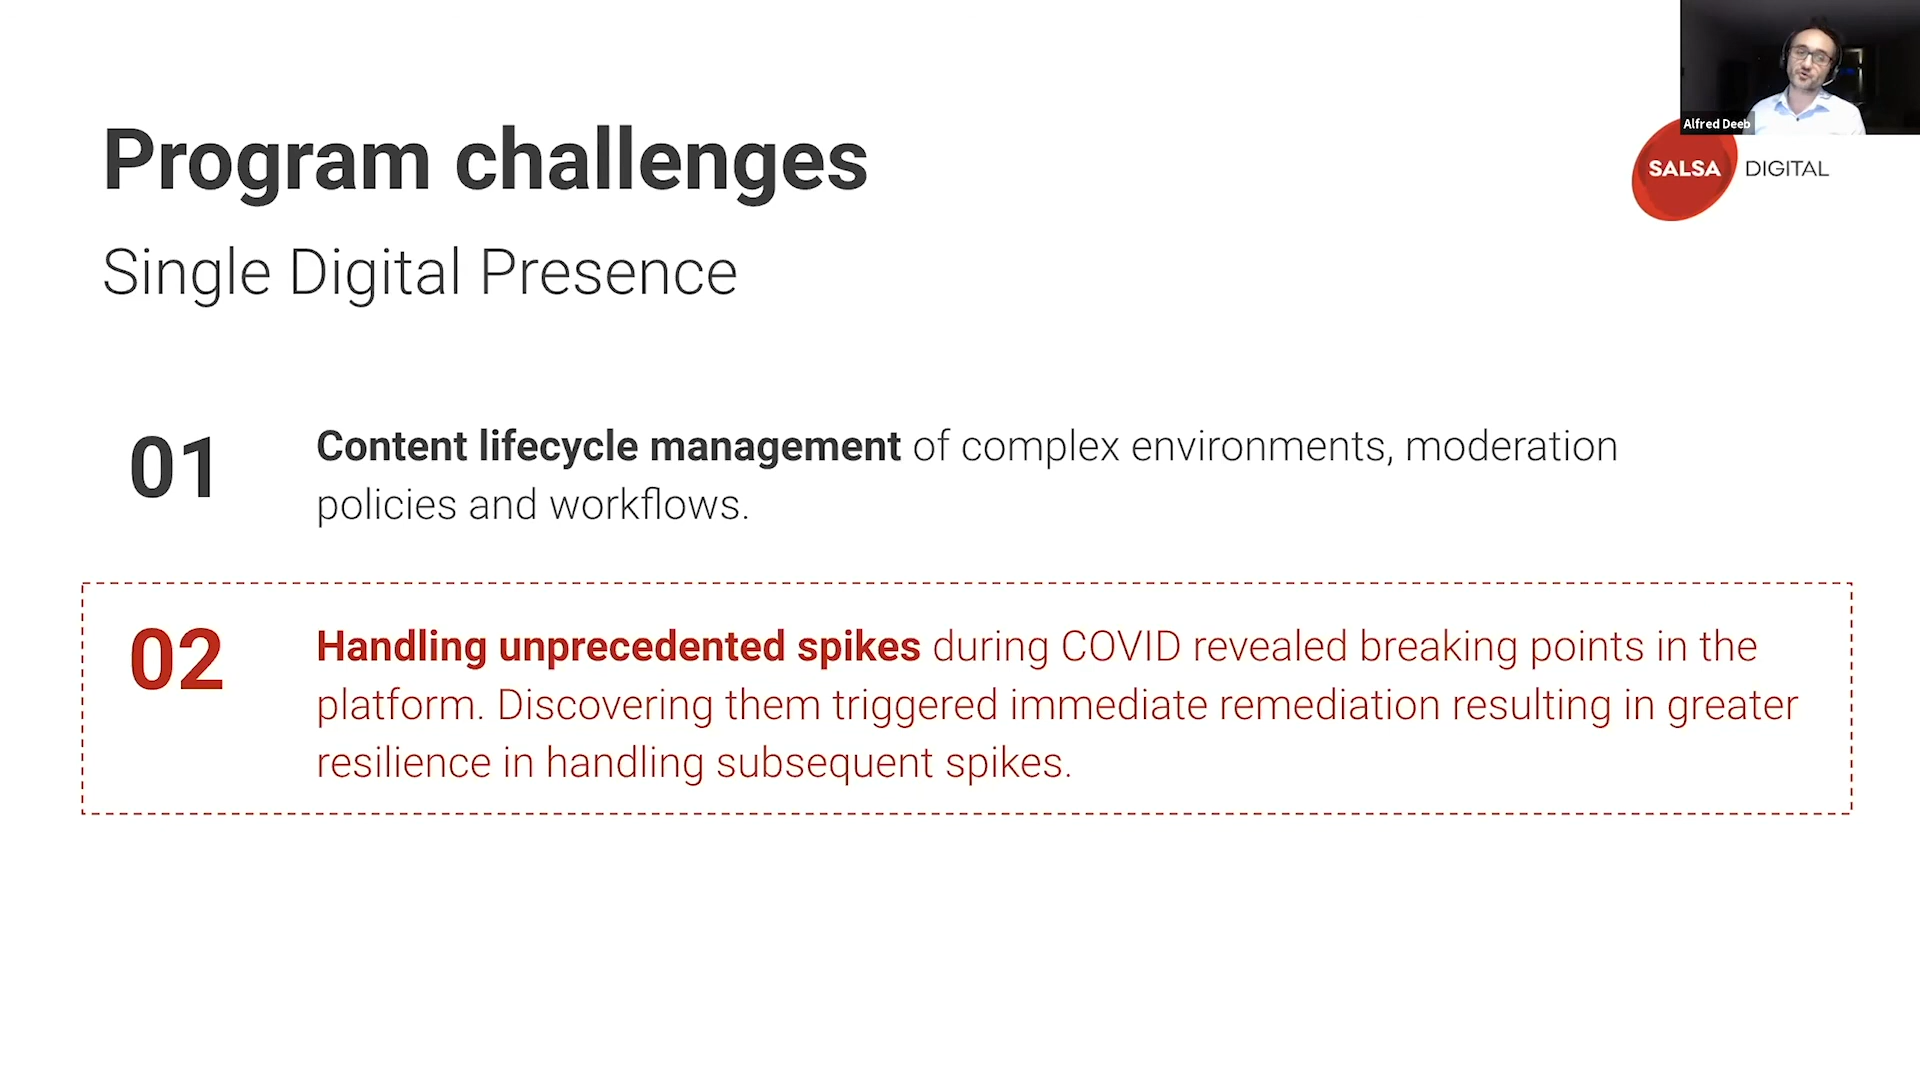 Alfred Deeb
SALSA DIGITAL
Program challenges
Single Digital Presence
01
Content lifecycle management of complex environments, moderation
policies and workflows.
02
Handling unprecedented spikes during COVID revealed breaking points in the
platform. Discovering them triggered immediate remediation resulting in greater
resilience in handling subsequent spikes.